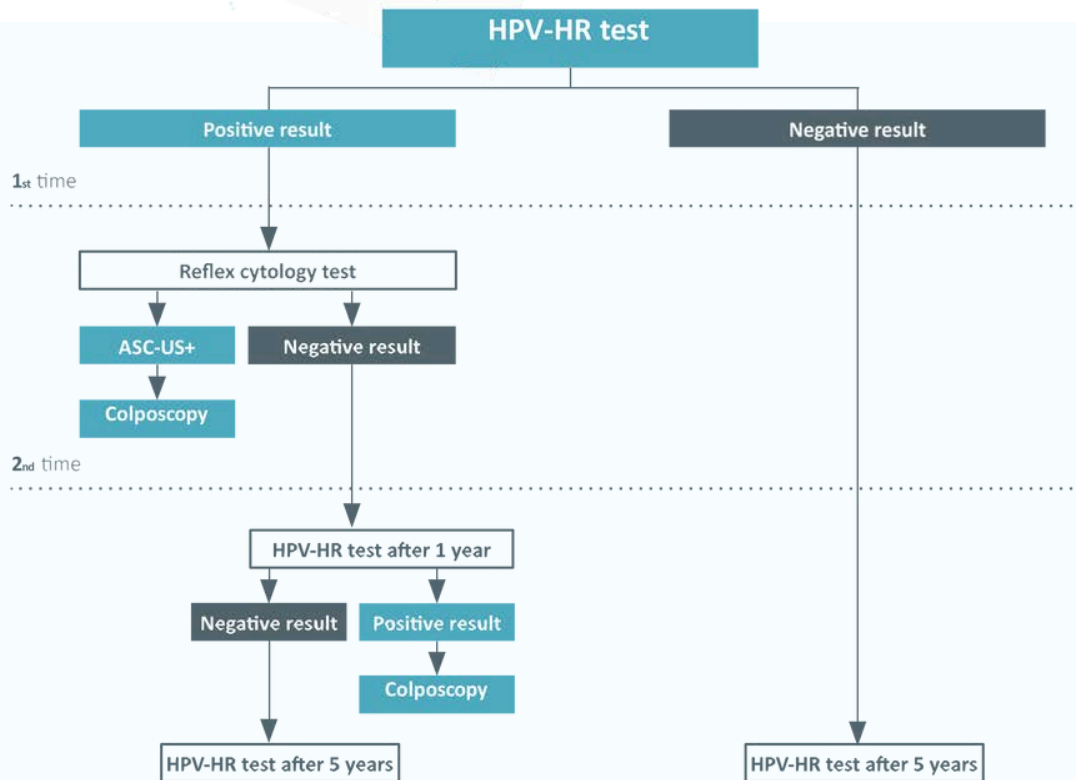 HPV-HR test
Positive result
Negative result
1st time
Reflex cytology test
ASC-US+
Negative result
Colposcopy
2nd time
HPV-HR test after 1 year
Negative result
Positive result
Colposcopy
HPV-HR test after 5 years
HPV-HR test after 5 years